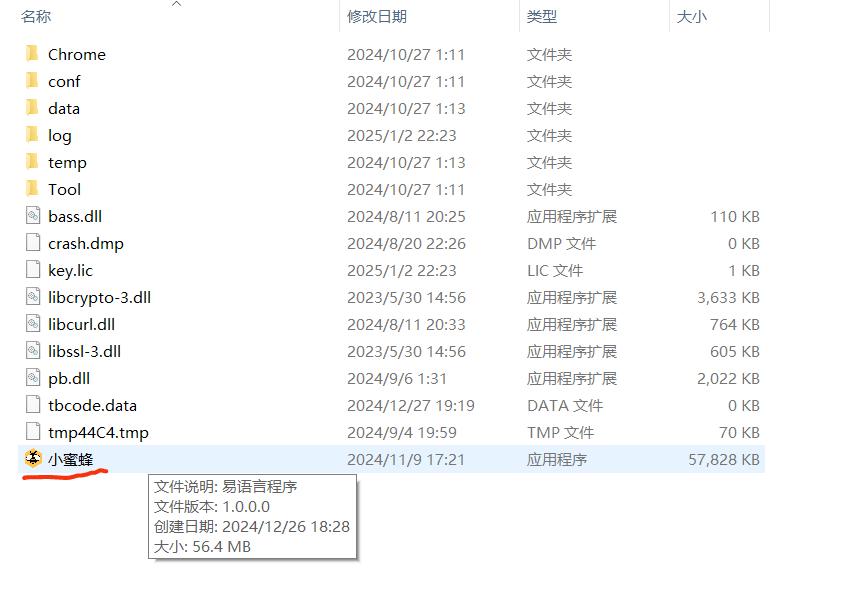 名称 修改日期 类型 大小
Chrome 2024/10/27 1:11 文件夹
conf 2024/10/27 1:11 文件夹
data 2024/10/27 1:13 文件夹
log 2025/1/2 22:23 文件夹
temp 2024/10/27 1:13 文件夹
Tool 2024/10/27 1:11 文件夹
bass.dll 2024/8/11 20:25 应用程序扩展 110 KB
crash.dmp 2024/8/20 22:26 DMP 文件 0 KB
key.lic 2025/1/2 22:23 LIC 文件 1 KB
libcrypto-3.dll 2023/5/30 14:56 应用程序扩展 3,633 KB
libcurl.dll 2024/8/11 20:33 应用程序扩展 764 KB
libssl-3.dll 2023/5/30 14:56 应用程序扩展 605 KB
pb.dll 2024/9/6 1:31 应用程序扩展 2,022 KB
tbcode.data 2024/12/27 19:19 DATA 文件 0 KB
tmp44C4.tmp 2024/9/4 19:59 TMP 文件 70 KB
小蜜蜂 2024/11/9 17:21 应用程序 57,828 KB
文件说明: 易语言程序
文件版本: 1.0.0.0
创建日期: 2024/12/26 18:28
大小: 56.4 MB